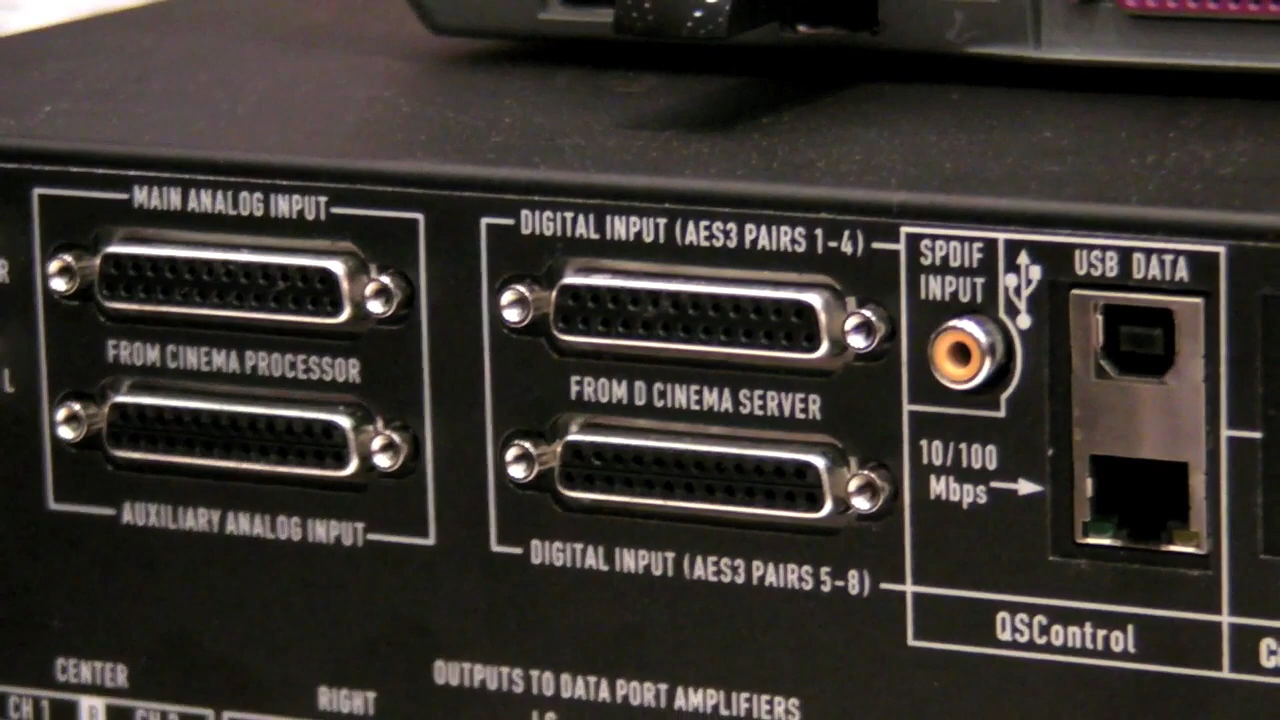 MAIN ANALOG INPUT
FROM CINEMA PROCESSOR
AUXILIARY ANALOG INPUT
DIGITAL INPUT (AES3 PAIRS 1-4)
FROM D CINEMA SERVER
DIGITAL INPUT (AES3 PAIRS 5-8)
SPDIF
INPUT
USB DATA
10/100
Mbps
QSControl
R
L
CENTER
RIGHT
OUTPUTS TO DATA PORT AMPLIFIERS
CH 1